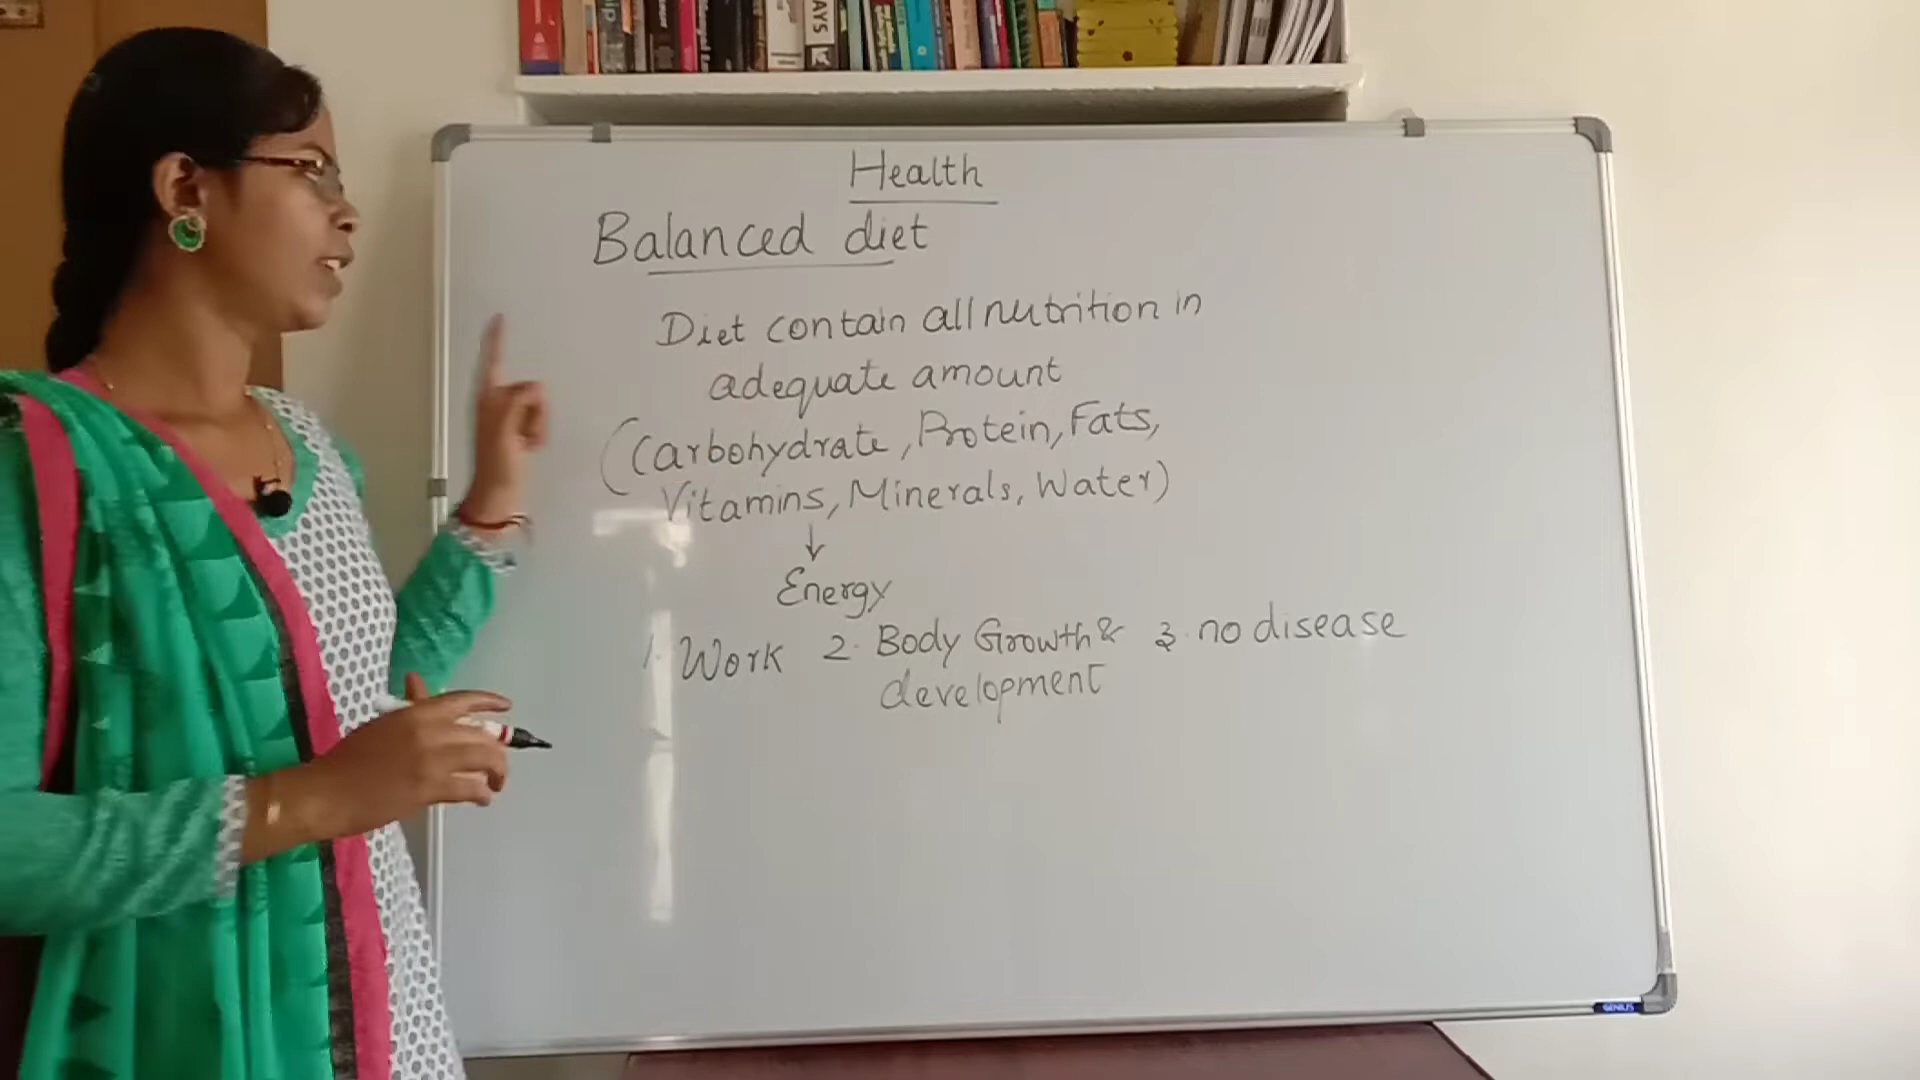 Health
Balanced diet
Diet contain all nutrition in
adequate amount
(Carbohydrate, Protein, Fats,
Vitamins, Minerals, Water)
↓
Energy
1. Work 2. Body Growth & 3. no disease
development
GENIUS